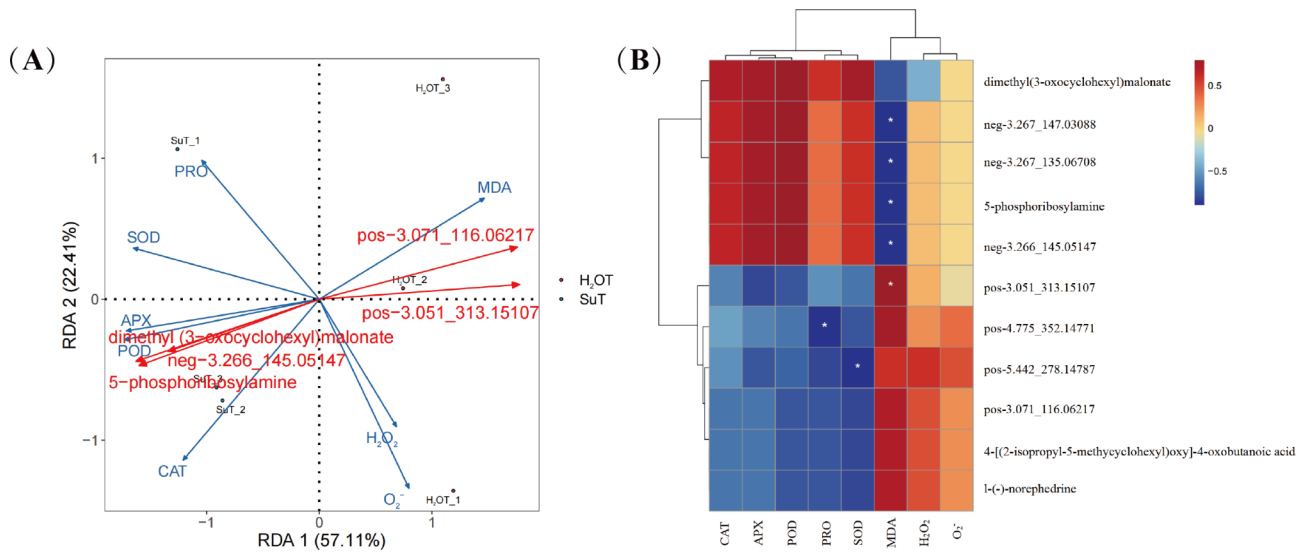 (A)
H₂OT_3
SuT_1
PRO
MDA
SOD
pos−3.071_116.06217
H₂OT_2
pos−3.051_313.15107
APX
POD
dimethyl (3−oxocyclohexyl)malonate
neg−3.266_145.05147
5−phosphoribosylamine
SuT_3
SuT_2
CAT
H₂O₂
O₂⁻
H₂OT_1
1
0
−1
−1
0
1
RDA 2 (22.41%)
RDA 1 (57.11%)
H₂OT
SuT
(B)
dimethyl(3-oxocyclohexyl)malonate
neg-3.267_147.03088
neg-3.267_135.06708
5-phosphoribosylamine
neg-3.266_145.05147
pos-3.051_313.15107
pos-4.775_352.14771
pos-5.442_278.14787
pos-3.071_116.06217
4-[(2-isopropyl-5-methycyclohexyl)oxy]-4-oxobutanoic acid
l-(-)-norephedrine
* * * * * * *
CAT
APX
POD
PRO
SOD
MDA
H₂O₂
O₂⁻
0.5
0
−0.5